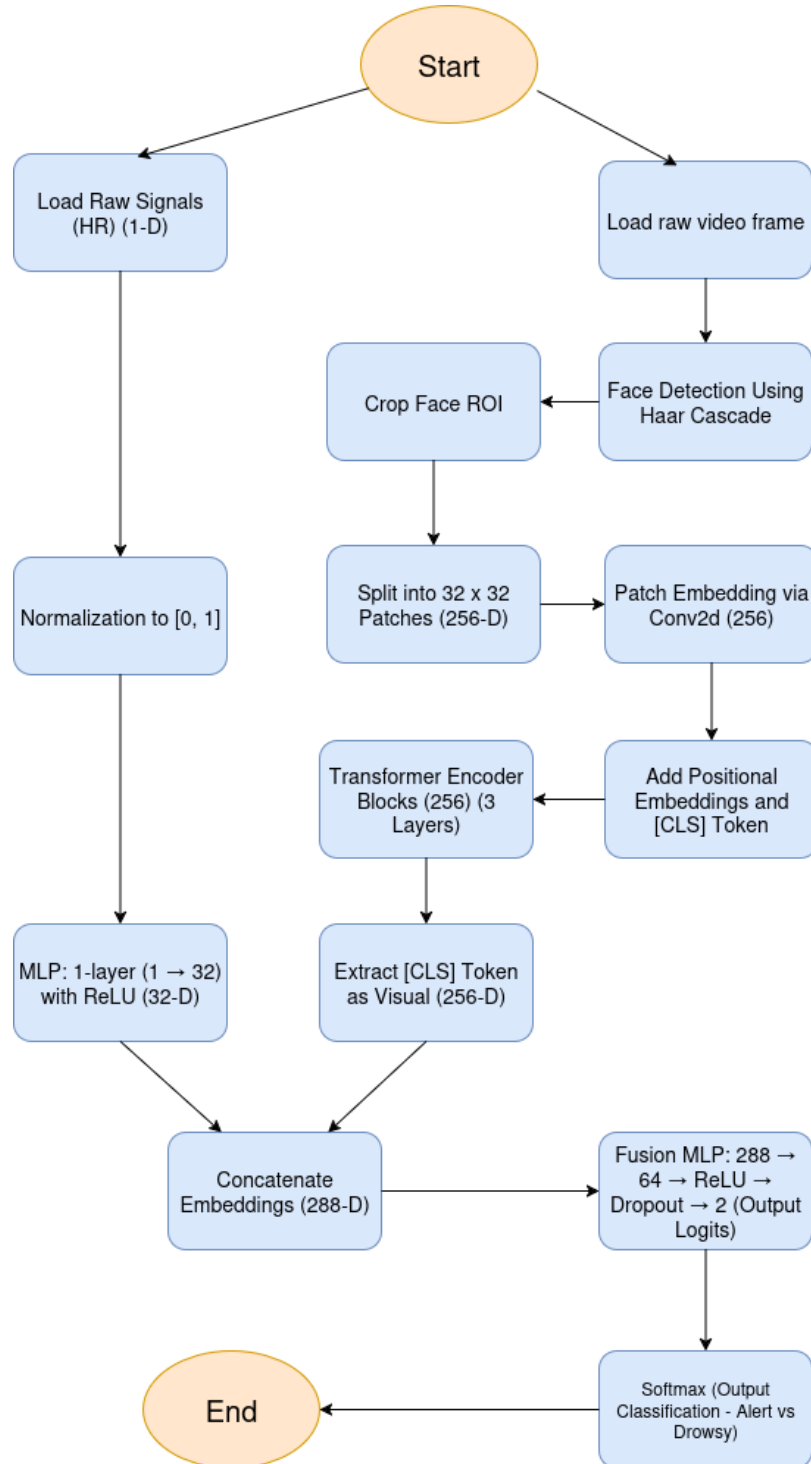 Start
Load Raw Signals
(HR) (1-D)
Load raw video frame
Face Detection Using
Haar Cascade
Crop Face ROI
Split into 32 x 32
Patches (256-D)
Patch Embedding via
Conv2d (256)
Normalization to [0, 1]
Add Positional
Embeddings and
[CLS] Token
Transformer Encoder
Blocks (256) (3
Layers)
MLP: 1-layer (1 → 32)
with ReLU (32-D)
Extract [CLS] Token
as Visual (256-D)
Concatenate
Embeddings (288-D)
Fusion MLP: 288 →
64 → ReLU →
Dropout → 2 (Output
Logits)
Softmax (Output
Classification - Alert vs
Drowsy)
End